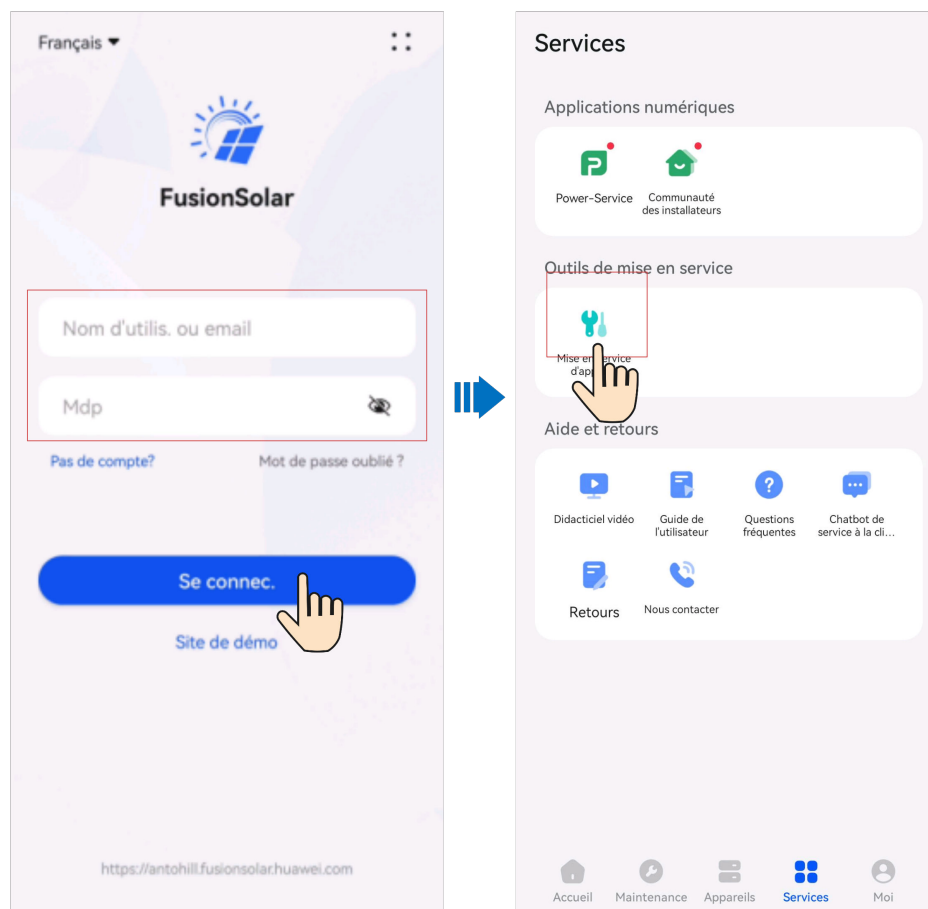 Français
FusionSolar
Nom d'utilis. ou email
Mdp
Pas de compte?
Mot de passe oublié ?
Se connec.
Site de démo
https://antohill.fusionsolar.huawei.com
Services
Applications numériques
Power-Service
Communauté
des installateurs
Outils de mise en service
Mise en service
Aide et retours
Didacticiel vidéo
Guide de
l'utilisateur
Questions
fréquentes
Chatbot de
service à la cli...
Retours
Nous contacter
Accueil
Maintenance
Appareils
Services
Moi